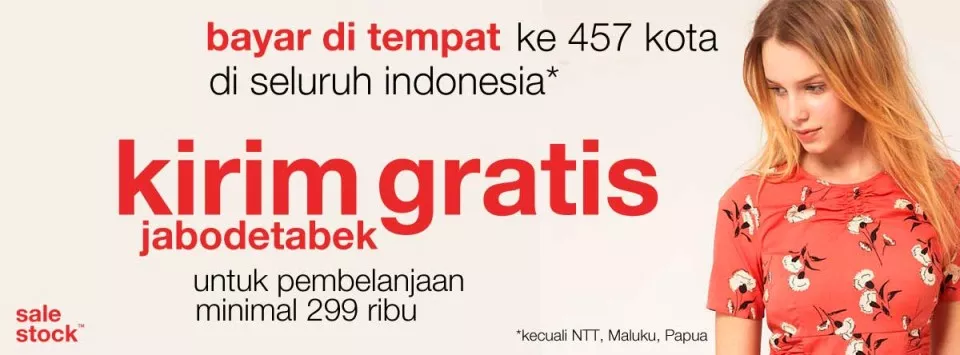 bayar di tempat ke 457 kota
di seluruh indonesia*
kirim gratis
jabodetabek
untuk pembelanjaan
minimal 299 ribu
sale
stock™
*kecuali NTT, Maluku, Papua